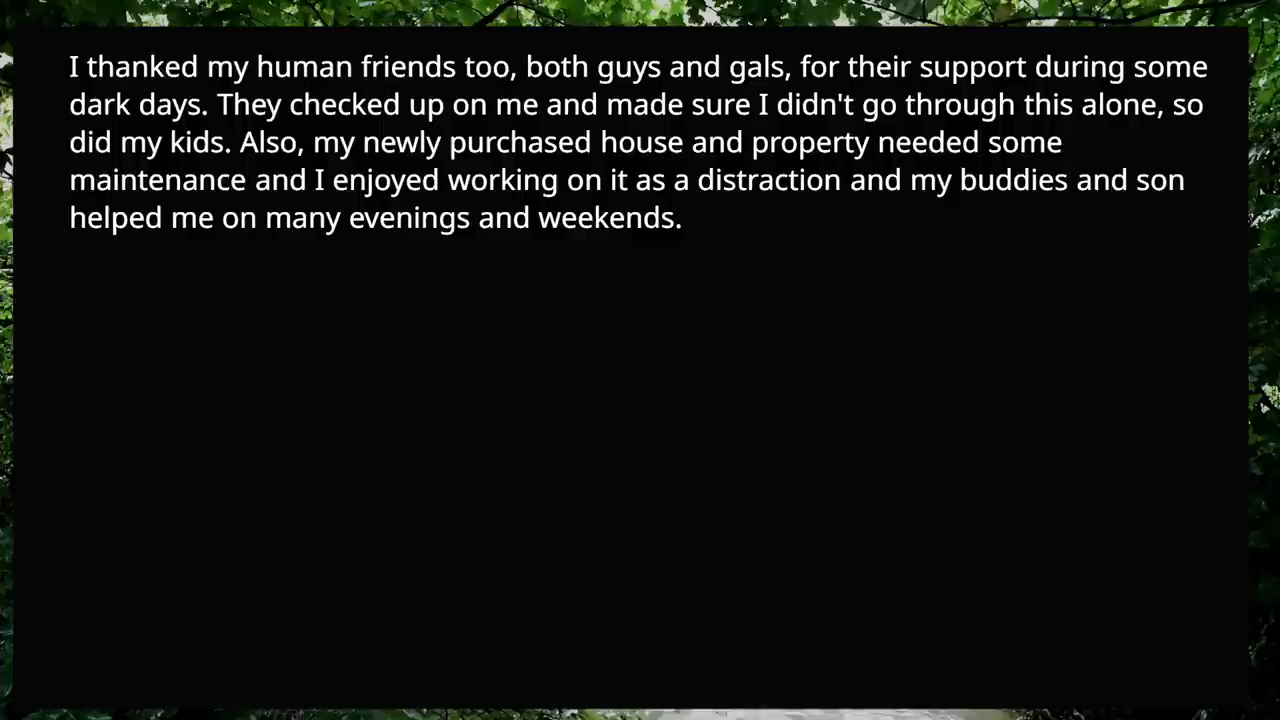 I thanked my human friends too, both guys and gals, for their support during some
dark days. They checked up on me and made sure I didn't go through this alone, so
did my kids. Also, my newly purchased house and property needed some
maintenance and I enjoyed working on it as a distraction and my buddies and son
helped me on many evenings and weekends.